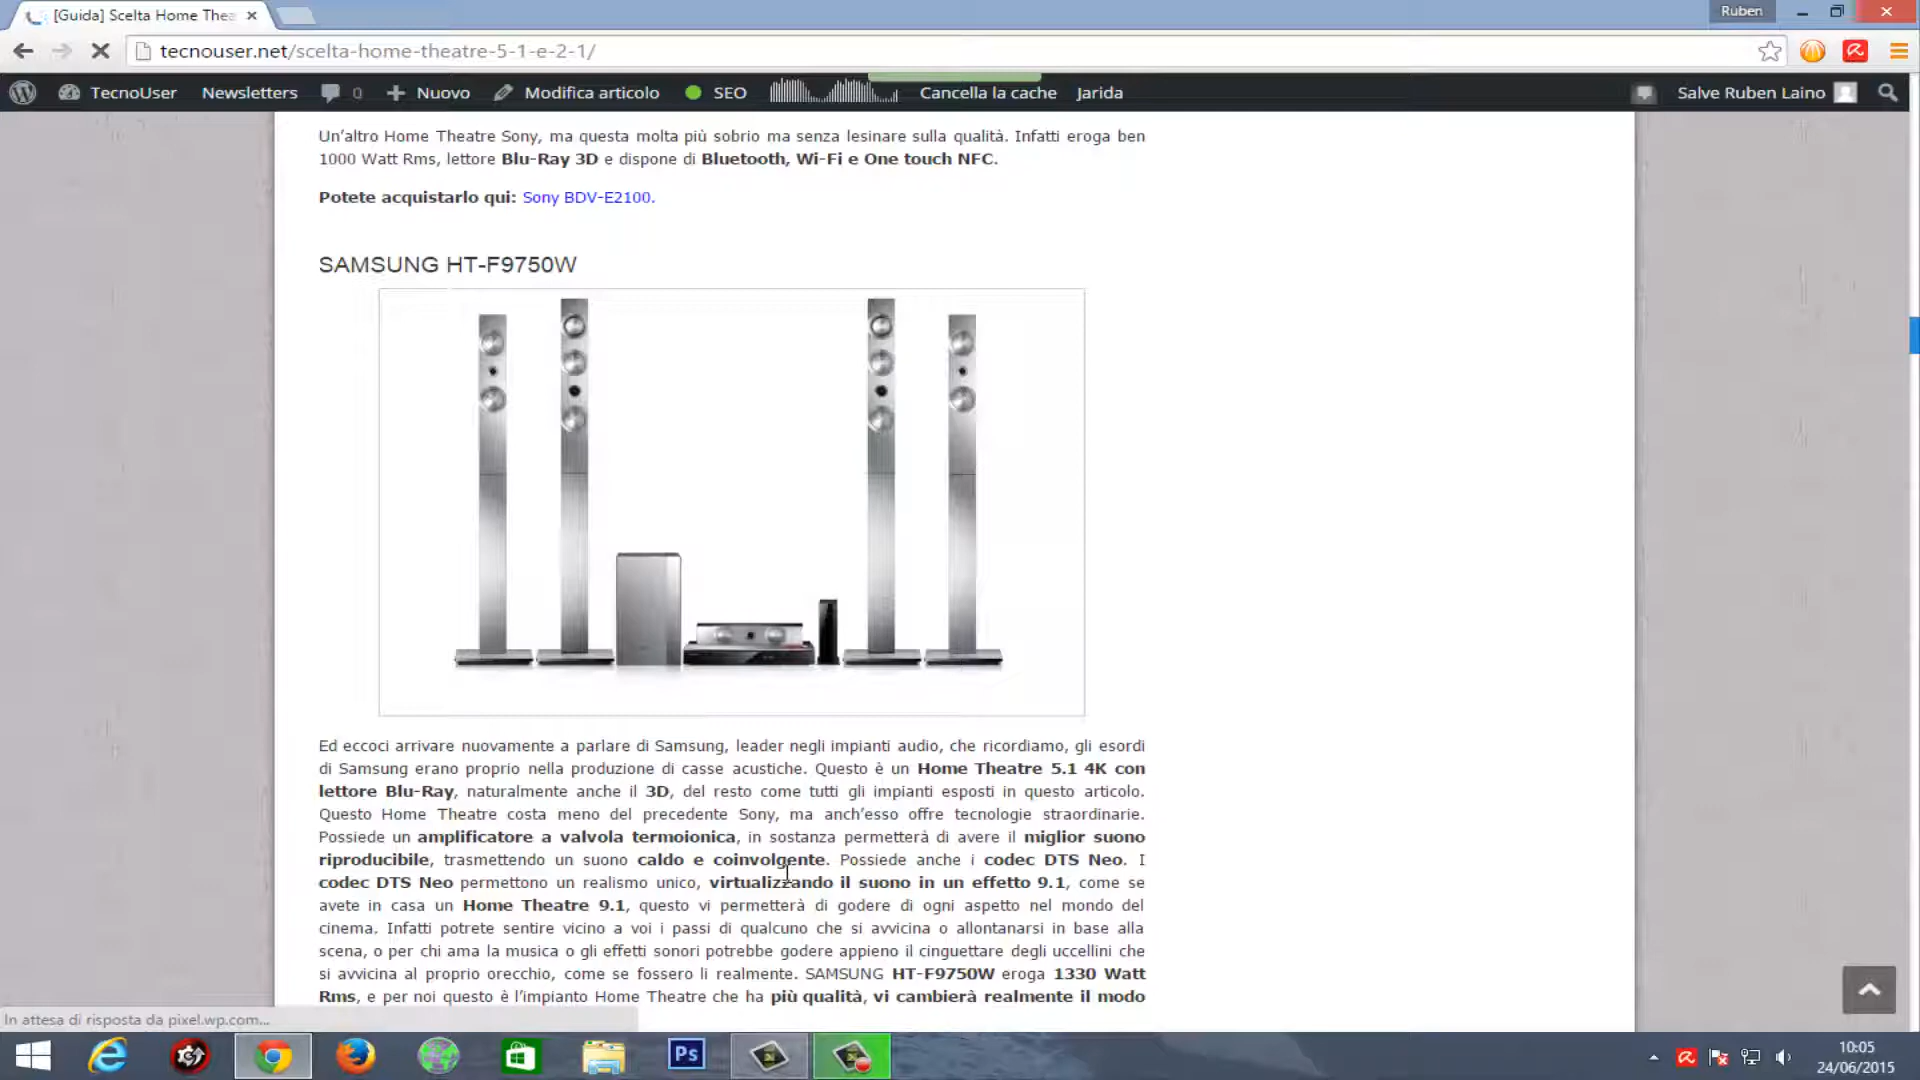 [Guida] Scelta Home Thea
Ruben
tecnouser.net/scelta-home-theatre-5-1-e-2-1/
TecnoUser Newsletters 0 Nuovo Modifica articolo SEO Cancella la cache Jarida Salve Ruben Laino
Un'altro Home Theatre Sony, ma questa molta più sobrio ma senza lesinare sulla qualità. Infatti eroga ben
1000 Watt Rms, lettore Blu-Ray 3D e dispone di Bluetooth, Wi-Fi e One touch NFC.
Potete acquistarlo qui: Sony BDV-E2100.
SAMSUNG HT-F9750W
Ed eccoci arrivare nuovamente a parlare di Samsung, leader negli impianti audio, che ricordiamo, gli esordi
di Samsung erano proprio nella produzione di casse acustiche. Questo è un Home Theatre 5.1 4K con
lettore Blu-Ray, naturalmente anche il 3D, del resto come tutti gli impianti esposti in questo articolo.
Questo Home Theatre costa meno del precedente Sony, ma anch'esso offre tecnologie straordinarie.
Possiede un amplificatore a valvola termoionica, in sostanza permetterà di avere il miglior suono
riproducibile, trasmettendo un suono caldo e coinvolgente. Possiede anche i codec DTS Neo. I
codec DTS Neo permettono un realismo unico, virtualizzando il suono in un effetto 9.1, come se
avete in casa un Home Theatre 9.1, questo vi permetterà di godere di ogni aspetto nel mondo del
cinema. Infatti potrete sentire vicino a voi i passi di qualcuno che si avvicina o allontanarsi in base alla
scena, o per chi ama la musica o gli effetti sonori potrebbe godere appieno il cinguettare degli uccellini che
si avvicina al proprio orecchio, come se fossero li realmente. SAMSUNG HT-F9750W eroga 1330 Watt
Rms, e per noi questo è l'impianto Home Theatre che ha più qualità, vi cambierà realmente il modo
In attesa di risposta da pixel.wp.com...
Ps
10:05
24/06/2015